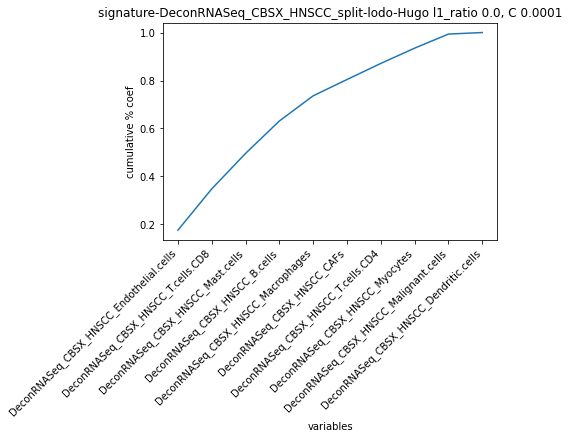 signature-DeconRNASeq_CBSX_HNSCC_split-lodo-Hugo l1_ratio 0.0, C 0.0001
cumulative % coef
1.0
0.8
0.6
0.4
0.2
DeconRNASeq_CBSX_HNSCC_Endothelial.cells
DeconRNASeq_CBSX_HNSCC_T.cells.CD8
DeconRNASeq_CBSX_HNSCC_Mast.cells
DeconRNASeq_CBSX_HNSCC_B.cells
DeconRNASeq_CBSX_HNSCC_Macrophages
DeconRNASeq_CBSX_HNSCC_CAFs
DeconRNASeq_CBSX_HNSCC_T.cells.CD4
DeconRNASeq_CBSX_HNSCC_Myocytes
DeconRNASeq_CBSX_HNSCC_Malignant.cells
DeconRNASeq_CBSX_HNSCC_Dendritic.cells
variables